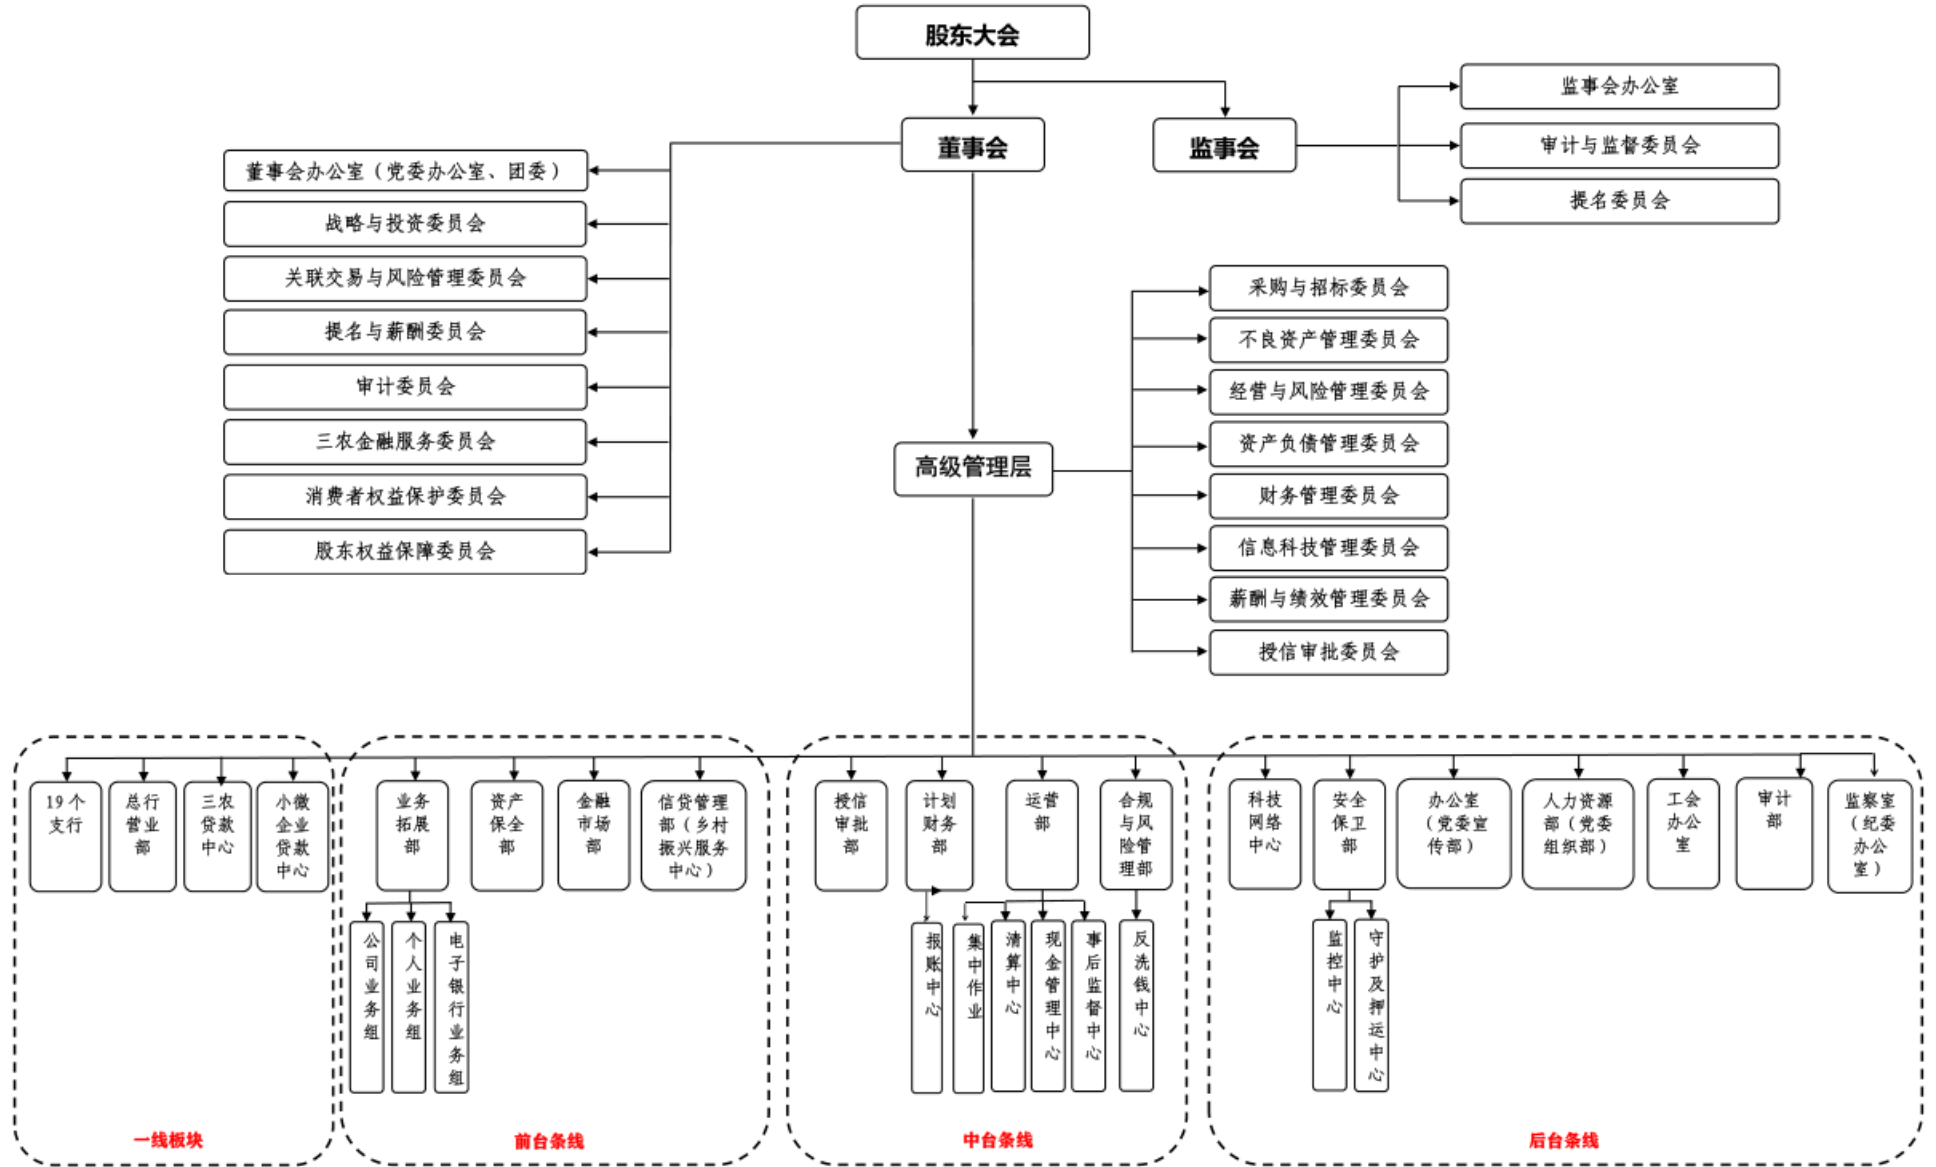 股东大会
董事会
监事会
监事会办公室
审计与监督委员会
提名委员会
董事会办公室（党委办公室、团委）
战略与投资委员会
关联交易与风险管理委员会
提名与薪酬委员会
审计委员会
三农金融服务委员会
消费者权益保护委员会
股东权益保障委员会
高级管理层
采购与招标委员会
不良资产管理委员会
经营与风险管理委员会
资产负债管理委员会
财务管理委员会
信息科技管理委员会
薪酬与绩效管理委员会
授信审批委员会
19个
支行
总行
营业
部
三农
贷款
中心
小微
企业
贷款
中心
一线板块
业务
拓展
部
资产
保全
部
金融
市场
部
信贷管理
部（乡村
振兴服务
中心）
公司业务组
个人业务组
电子银行业务组
前台条线
授信
审批
部
计划
财务
部
运营
部
合规
与风
险管
理部
报账中心
集中作业
清算中心
现金管理中心
事后监督中心
反洗钱中心
中台条线
科技
网络
中心
安全
保卫
部
办公室
（党委宣
传部）
人力资源
部（党委
组织部）
工会
办公
室
审计
部
监察室
（纪委
办公
室）
监控中心
守护及押运中心
后台条线